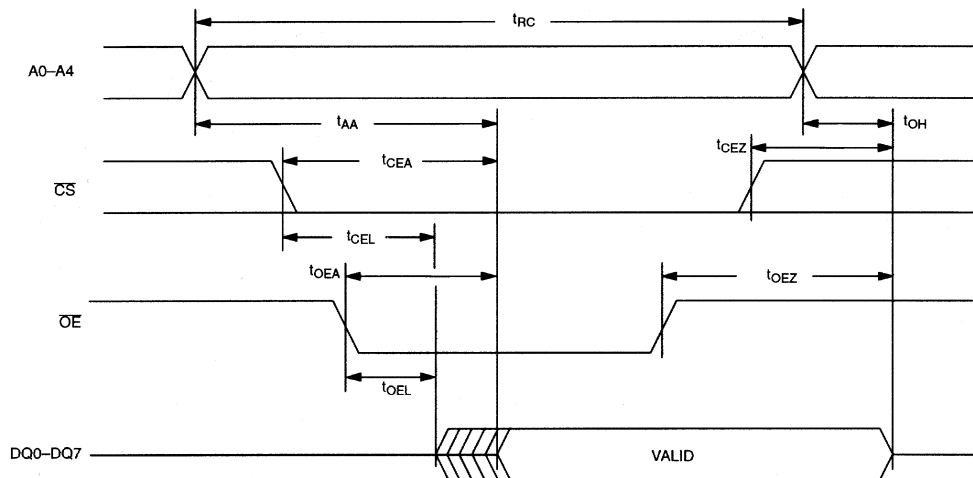 tRC
A0–A4
tAA
tOH
tCEZ
tCEA
CS
tCEL
tOEA
tOEZ
OE
tOEL
DQ0–DQ7
VALID